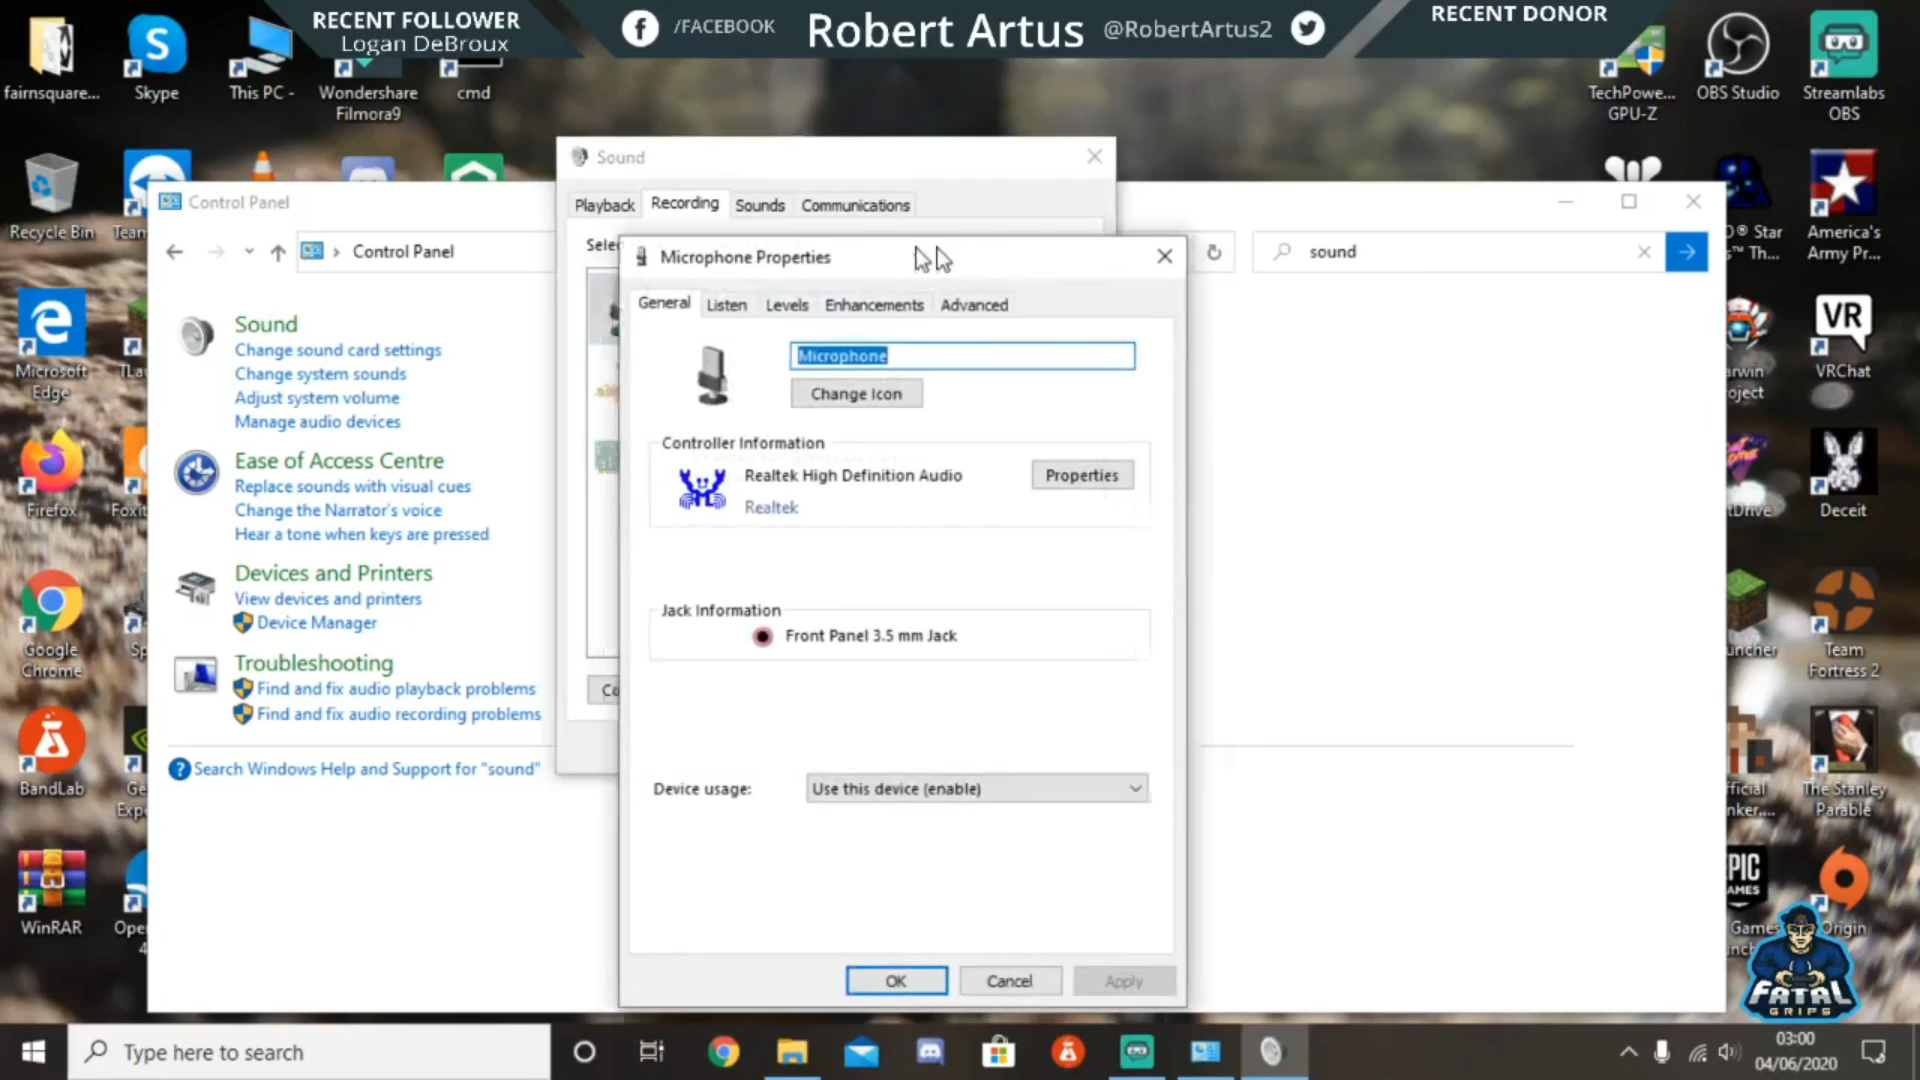 RECENT FOLLOWER
Logan DeBroux
/FACEBOOK
Robert Artus
@RobertArtus2
RECENT DONOR
fairnsquare...
Skype
This PC -
Wondershare
Filmora9
cmd
TechPowe...
GPU-Z
OBS Studio
Streamlabs
OBS
Recycle Bin
Team
Microsoft
Edge
TLau
Firefox
Foxit
Google
Chrome
Sp
BandLab
Ge
Exp
WinRAR
Ope
4
Control Panel
Control Panel
sound
Sound
Change sound card settings
Change system sounds
Adjust system volume
Manage audio devices
Ease of Access Centre
Replace sounds with visual cues
Change the Narrator's voice
Hear a tone when keys are pressed
Devices and Printers
View devices and printers
Device Manager
Troubleshooting
Find and fix audio playback problems
Find and fix audio recording problems
Search Windows Help and Support for "sound"
Sound
Playback
Recording
Sounds
Communications
Selec
Co
Microphone Properties
General
Listen
Levels
Enhancements
Advanced
Microphone
Change Icon
Controller Information
Realtek High Definition Audio
Properties
Realtek
Jack Information
Front Panel 3.5 mm Jack
Device usage:
Use this device (enable)
OK
Cancel
Apply
® Star
™ Th...
America's
Army Pr...
arwin
oject
VR
VRChat
tDrive
Deceit
uncher
Team
Fortress 2
fficial
nker....
The Stanley
Parable
EPIC
GAMES
Games
Origin
FATAL
GRIPS
Type here to search
03:00
04/06/2020